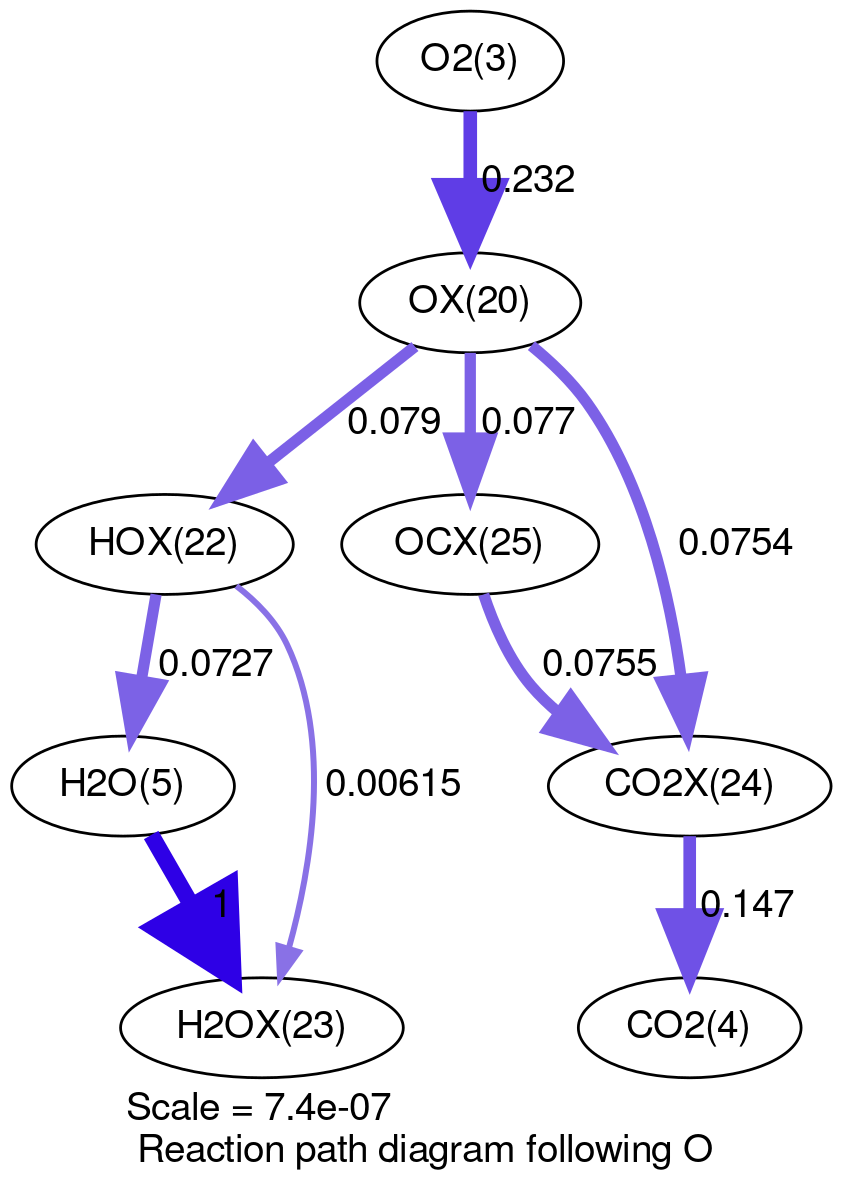 O2(3)
0.232
OX(20)
0.079
0.077
HOX(22)
OCX(25)
0.0754
0.0727
0.0755
H2O(5)
0.00615
CO2X(24)
1
0.147
H2OX(23)
CO2(4)
Scale = 7.4e-07
Reaction path diagram following O